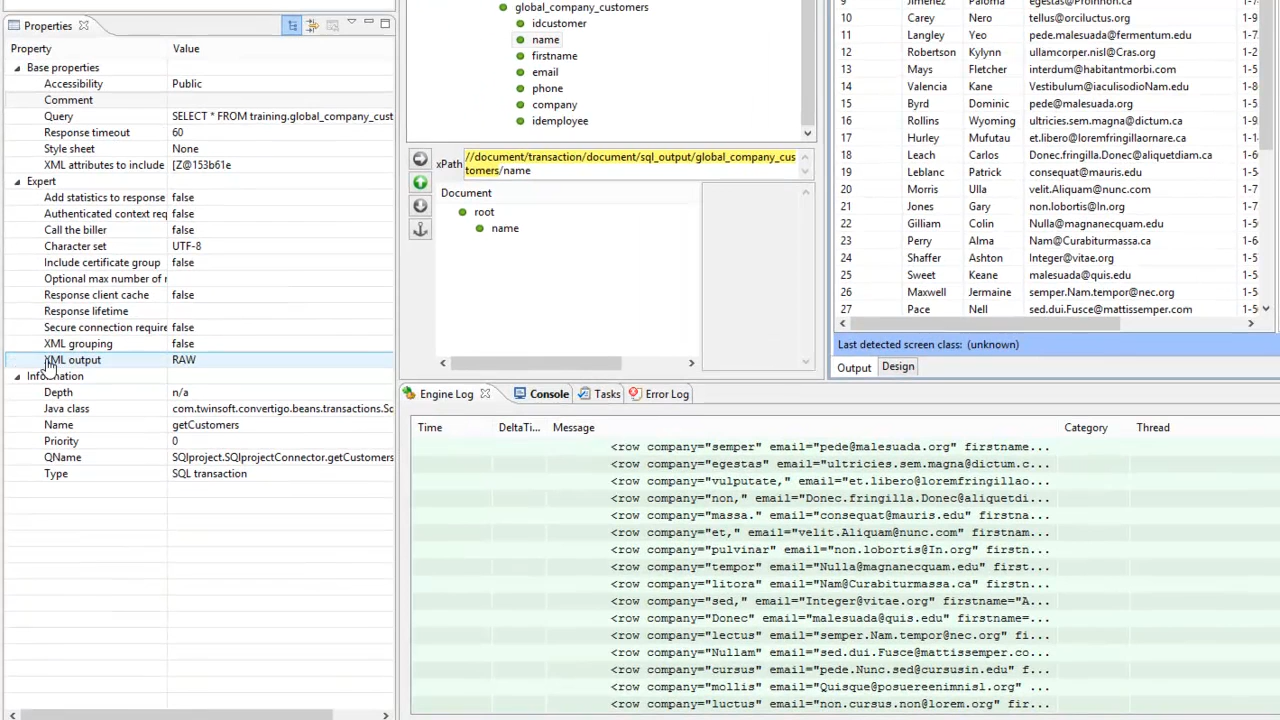 Properties
Property Value
Base properties
Accessibility Public
Comment
Query SELECT * FROM training.global_company_cust
Response timeout 60
Style sheet None
XML attributes to include [Z@153b61e
Expert
Add statistics to response false
Authenticated context req false
Call the biller false
Character set UTF-8
Include certificate group false
Optional max number of r
Response client cache false
Response lifetime
Secure connection require false
XML grouping false
XML output RAW
Information
Depth n/a
Java class com.twinsoft.convertigo.beans.transactions.Sc
Name getCustomers
Priority 0
QName SQlproject.SQlprojectConnector.getCustomers
Type SQL transaction
global_company_customers
idcustomer
name
firstname
email
phone
company
idemployee
xPath //document/transaction/document/sql_output/global_company_cus
tomers/name
Document
root
name
9 Jimenez Paloma egestas@Proinnon.ca
10 Carey Nero tellus@orciluctus.org 1-8
11 Langley Yeo pede.malesuada@fermentum.edu 1-7
12 Robertson Kylynn ullamcorper.nisl@Cras.org
13 Mays Fletcher interdum@habitantmorbi.com
14 Valencia Kane Vestibulum@iaculisodioNam.edu
15 Byrd Dominic pede@malesuada.org
16 Rollins Wyoming ultricies.sem.magna@dictum.ca
17 Hurley Mufutau et.libero@loremfringillaornare.ca
18 Leach Carlos Donec.fringilla.Donec@aliquetdiam.ca
19 Leblanc Patrick consequat@mauris.edu
20 Morris Ulla velit.Aliquam@nunc.com
21 Jones Gary non.lobortis@In.org
22 Gilliam Colin Nulla@magnanecquam.edu
23 Perry Alma Nam@Curabiturmassa.ca
24 Shaffer Ashton Integer@vitae.org
25 Sweet Keane malesuada@quis.edu
26 Maxwell Jermaine semper.Nam.tempor@nec.org
27 Pace Nell sed.dui.Fusce@mattissemper.com
Last detected screen class: (unknown)
Output Design
Engine Log Console Tasks Error Log
Time DeltaTi... Message Category Thread
<row company="semper" email="pede@malesuada.org" firstname...
<row company="egestas" email="ultricies.sem.magna@dictum.c...
<row company="vulputate," email="et.libero@loremfringillao...
<row company="non," email="Donec.fringilla.Donec@aliquetdi...
<row company="massa." email="consequat@mauris.edu" firstna...
<row company="et," email="velit.Aliquam@nunc.com" firstnam...
<row company="pulvinar" email="non.lobortis@In.org" firstn...
<row company="tempor" email="Nulla@magnanecquam.edu" first...
<row company="litora" email="Nam@Curabiturmassa.ca" firstn...
<row company="sed," email="Integer@vitae.org" firstname="A...
<row company="Donec" email="malesuada@quis.edu" firstname=...
<row company="lectus" email="semper.Nam.tempor@nec.org" fi...
<row company="Nullam" email="sed.dui.Fusce@mattissemper.co...
<row company="cursus" email="pede.Nunc.sed@cursusin.edu" f...
<row company="mollis" email="Quisque@posuereenimnisl.org" ...
<row company="luctus" email="non.cursus.non@lorem.org" fir...